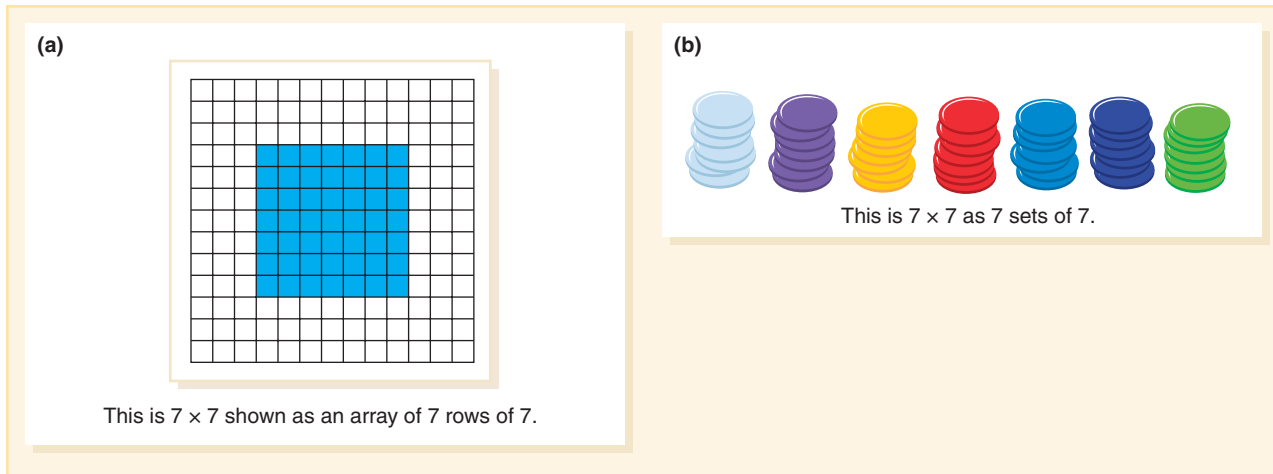 (a)
This is 7 × 7 shown as an array of 7 rows of 7.
(b)
This is 7 × 7 as 7 sets of 7.